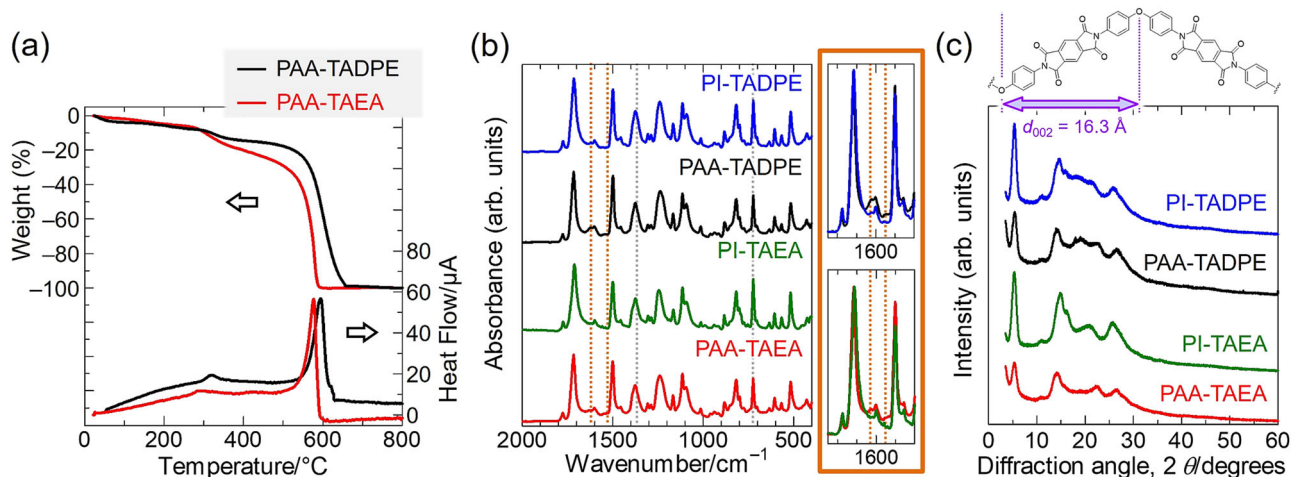 (a)
PAA-TADPE
PAA-TAEA
0
−20
−40
−60
−80
−100
Weight (%)
80
60
40
20
0
Heat Flow/µA
0
200
400
600
800
Temperature/°C
(b)
PI-TADPE
PAA-TADPE
PI-TAEA
PAA-TAEA
Absorbance (arb. units)
2000
1500
1000
500
Wavenumber/cm−1
1600
1600
(c)
O
O
O
O
O
N
N
O
O
O
O
O
N
N
O
d002 = 16.3 Å
PI-TADPE
PAA-TADPE
PI-TAEA
PAA-TAEA
Intensity (arb. units)
0
10
20
30
40
50
60
Diffraction angle, 2 θ/degrees